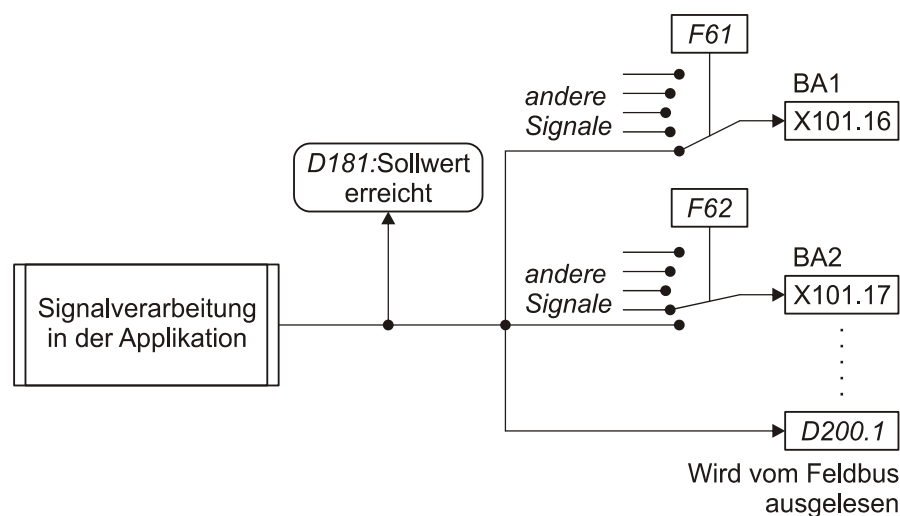 F61
andere
Signale
BA1
X101.16
D181:Sollwert
erreicht
F62
andere
Signale
BA2
X101.17
Signalverarbeitung
in der Applikation
D200.1
Wird vom Feldbus
ausgelesen